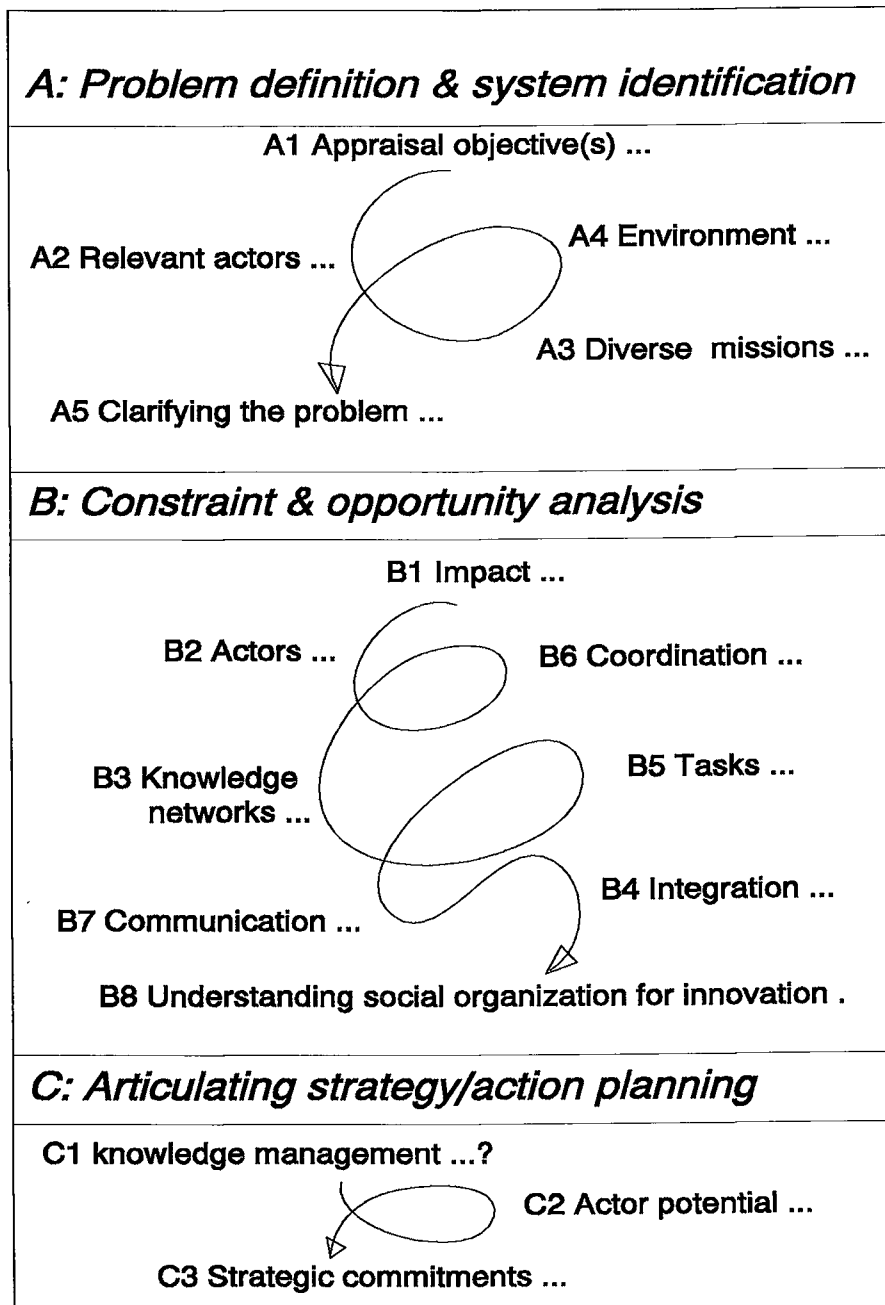 A: Problem definition & system identification
A1 Appraisal objective(s) ...
A4 Environment ...
A2 Relevant actors ...
A3 Diverse missions ...
A5 Clarifying the problem ...
B: Constraint & opportunity analysis
B1 Impact ...
B2 Actors ...
B6 Coordination ...
B5 Tasks ...
B3 Knowledge
networks ...
B4 Integration ...
B7 Communication ...
B8 Understanding social organization for innovation .
C: Articulating strategy/action planning
C1 knowledge management ...?
C2 Actor potential ...
C3 Strategic commitments ...